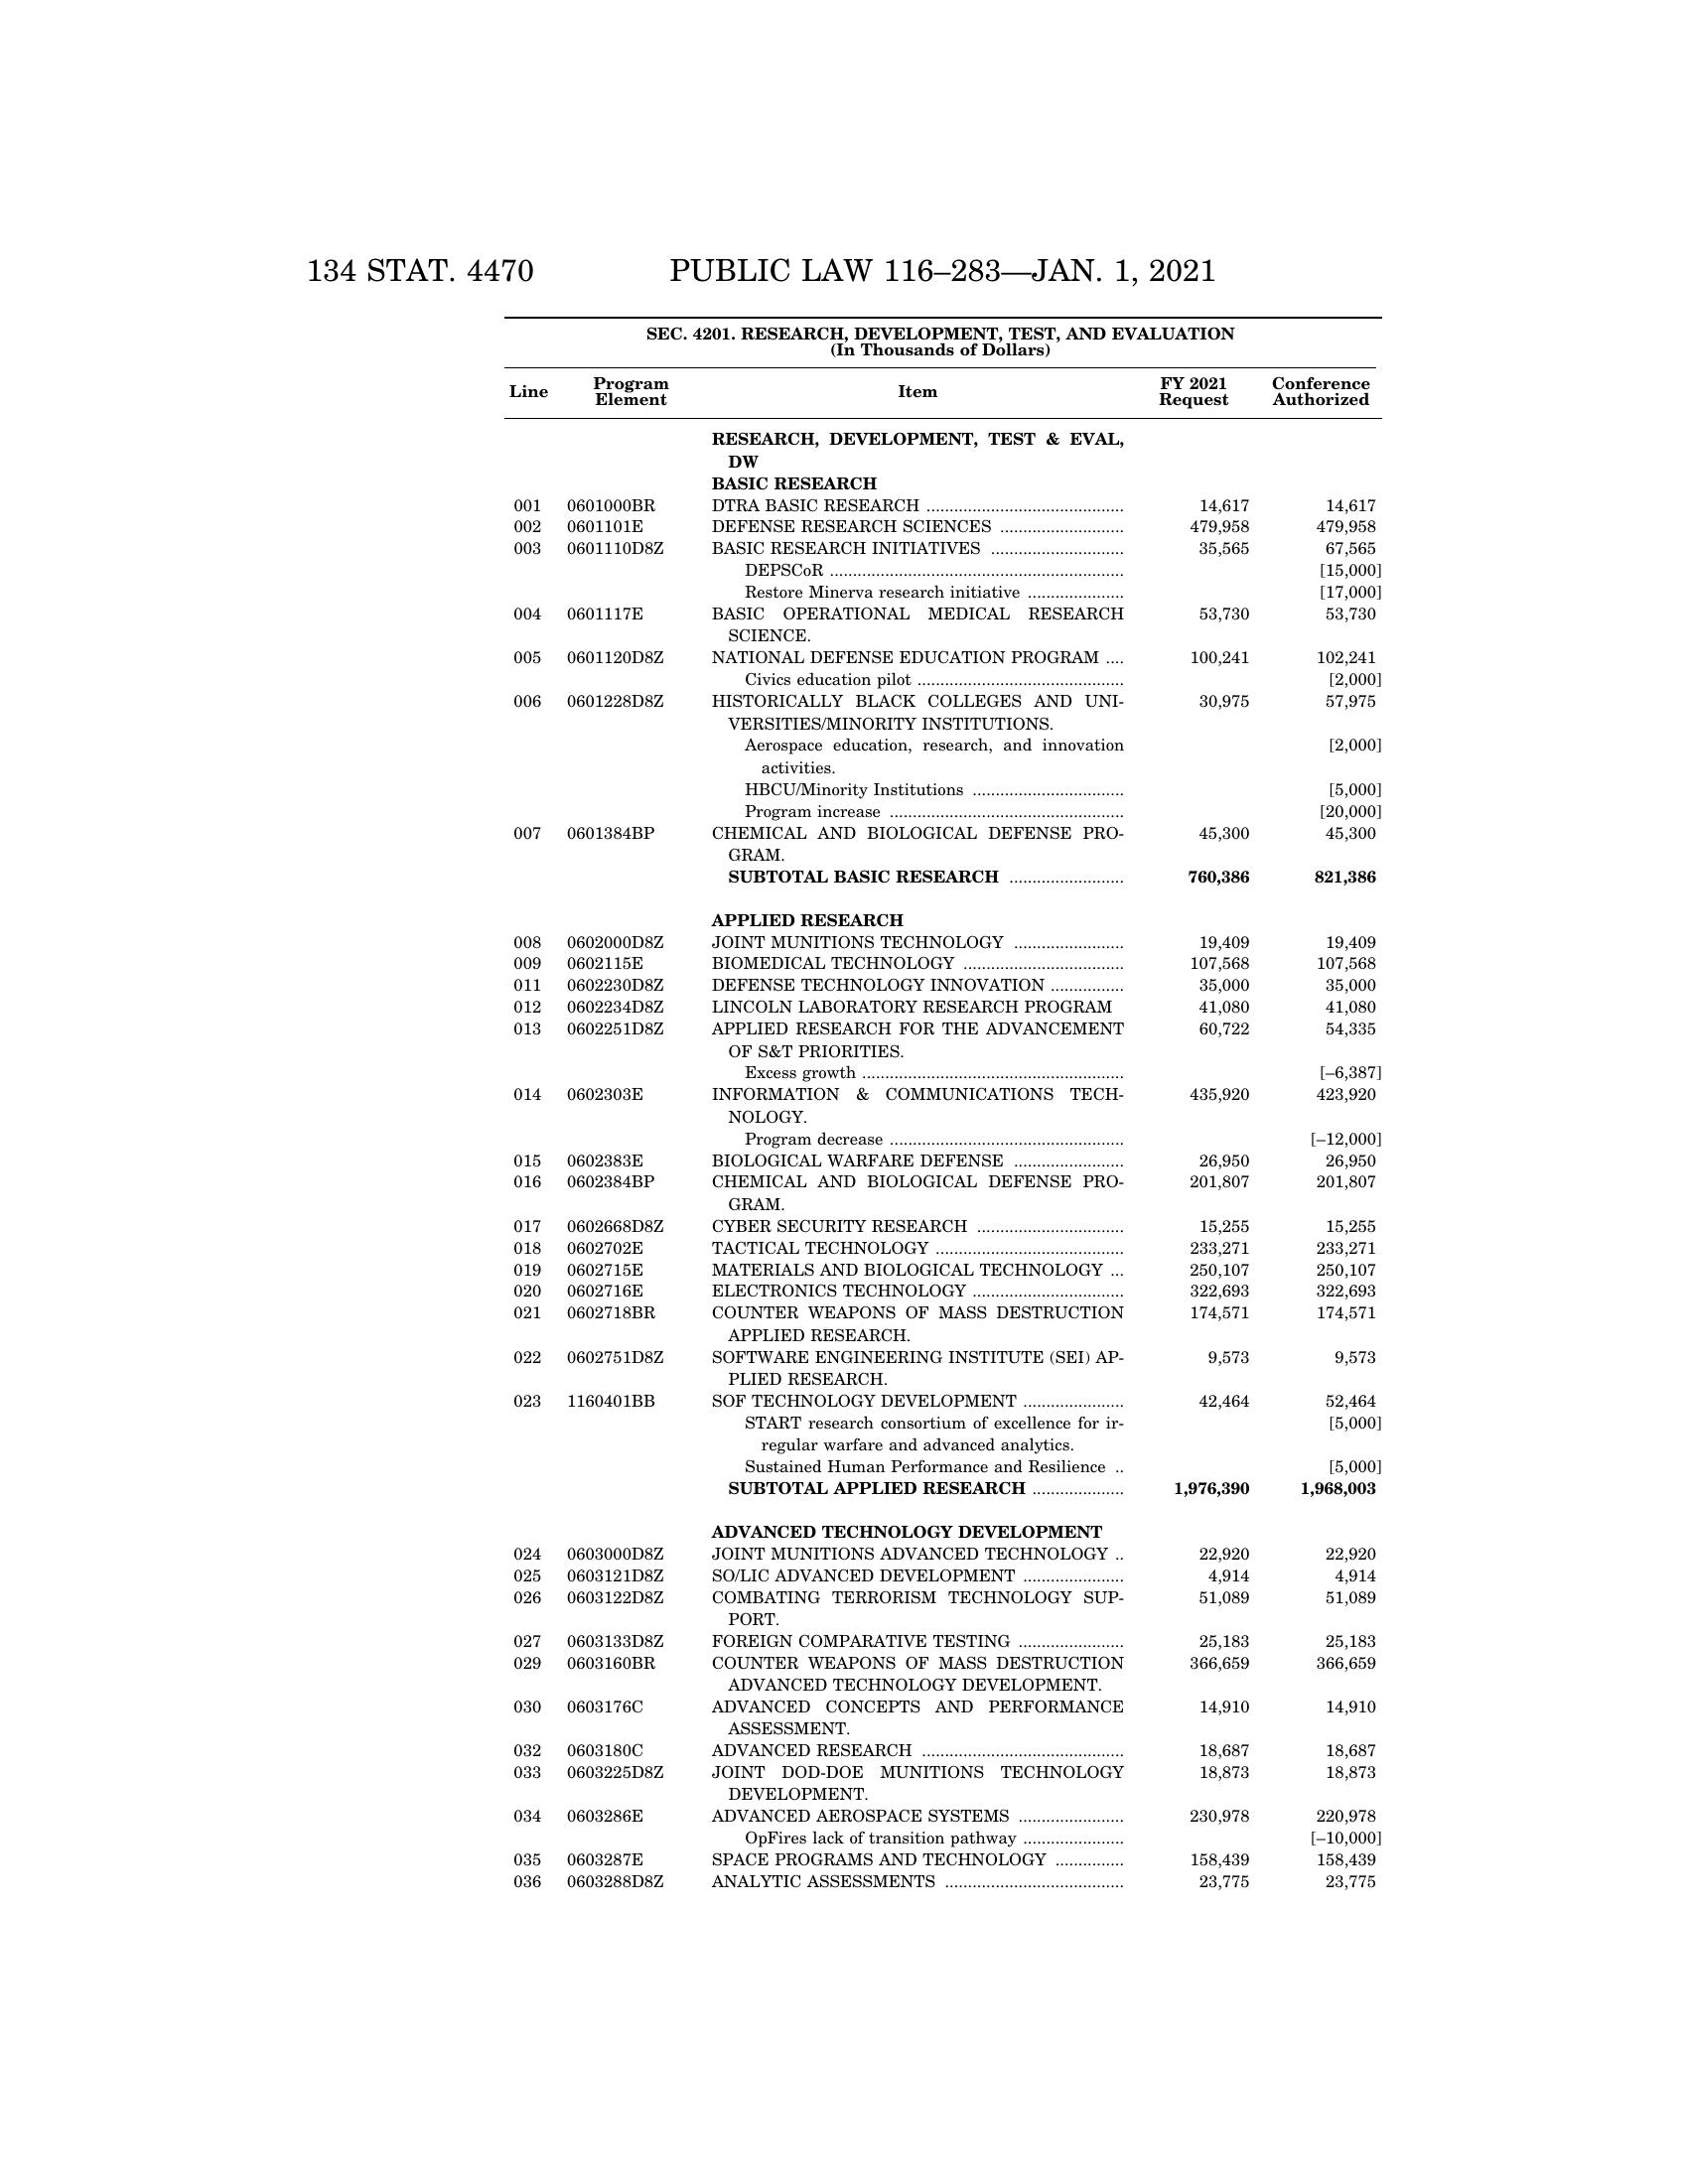 134 STAT. 4470 PUBLIC LAW 116–283—JAN. 1, 2021
SEC. 4201. RESEARCH, DEVELOPMENT, TEST, AND EVALUATION
(In Thousands of Dollars)
Line Program Element Item FY 2021 Request Conference Authorized
RESEARCH, DEVELOPMENT, TEST & EVAL,
DW
BASIC RESEARCH
001 0601000BR DTRA BASIC RESEARCH ........................................... 14,617 14,617
002 0601101E DEFENSE RESEARCH SCIENCES ........................... 479,958 479,958
003 0601110D8Z BASIC RESEARCH INITIATIVES ............................. 35,565 67,565
DEPSCoR ................................................................ [15,000]
Restore Minerva research initiative ..................... [17,000]
004 0601117E BASIC OPERATIONAL MEDICAL RESEARCH 53,730 53,730
SCIENCE.
005 0601120D8Z NATIONAL DEFENSE EDUCATION PROGRAM .... 100,241 102,241
Civics education pilot ............................................. [2,000]
006 0601228D8Z HISTORICALLY BLACK COLLEGES AND UNI- 30,975 57,975
VERSITIES/MINORITY INSTITUTIONS.
Aerospace education, research, and innovation [2,000]
activities.
HBCU/Minority Institutions ................................. [5,000]
Program increase ................................................... [20,000]
007 0601384BP CHEMICAL AND BIOLOGICAL DEFENSE PRO- 45,300 45,300
GRAM.
SUBTOTAL BASIC RESEARCH ......................... 760,386 821,386
APPLIED RESEARCH
008 0602000D8Z JOINT MUNITIONS TECHNOLOGY ........................ 19,409 19,409
009 0602115E BIOMEDICAL TECHNOLOGY ................................... 107,568 107,568
011 0602230D8Z DEFENSE TECHNOLOGY INNOVATION ................ 35,000 35,000
012 0602234D8Z LINCOLN LABORATORY RESEARCH PROGRAM 41,080 41,080
013 0602251D8Z APPLIED RESEARCH FOR THE ADVANCEMENT 60,722 54,335
OF S&T PRIORITIES.
Excess growth ......................................................... [–6,387]
014 0602303E INFORMATION & COMMUNICATIONS TECH- 435,920 423,920
NOLOGY.
Program decrease ................................................... [–12,000]
015 0602383E BIOLOGICAL WARFARE DEFENSE ........................ 26,950 26,950
016 0602384BP CHEMICAL AND BIOLOGICAL DEFENSE PRO- 201,807 201,807
GRAM.
017 0602668D8Z CYBER SECURITY RESEARCH ................................ 15,255 15,255
018 0602702E TACTICAL TECHNOLOGY ......................................... 233,271 233,271
019 0602715E MATERIALS AND BIOLOGICAL TECHNOLOGY ... 250,107 250,107
020 0602716E ELECTRONICS TECHNOLOGY ................................. 322,693 322,693
021 0602718BR COUNTER WEAPONS OF MASS DESTRUCTION 174,571 174,571
APPLIED RESEARCH.
022 0602751D8Z SOFTWARE ENGINEERING INSTITUTE (SEI) AP- 9,573 9,573
PLIED RESEARCH.
023 1160401BB SOF TECHNOLOGY DEVELOPMENT ...................... 42,464 52,464
START research consortium of excellence for ir- [5,000]
regular warfare and advanced analytics.
Sustained Human Performance and Resilience .. [5,000]
SUBTOTAL APPLIED RESEARCH .................... 1,976,390 1,968,003
ADVANCED TECHNOLOGY DEVELOPMENT
024 0603000D8Z JOINT MUNITIONS ADVANCED TECHNOLOGY .. 22,920 22,920
025 0603121D8Z SO/LIC ADVANCED DEVELOPMENT ...................... 4,914 4,914
026 0603122D8Z COMBATING TERRORISM TECHNOLOGY SUP- 51,089 51,089
PORT.
027 0603133D8Z FOREIGN COMPARATIVE TESTING ....................... 25,183 25,183
029 0603160BR COUNTER WEAPONS OF MASS DESTRUCTION 366,659 366,659
ADVANCED TECHNOLOGY DEVELOPMENT.
030 0603176C ADVANCED CONCEPTS AND PERFORMANCE 14,910 14,910
ASSESSMENT.
032 0603180C ADVANCED RESEARCH ............................................ 18,687 18,687
033 0603225D8Z JOINT DOD-DOE MUNITIONS TECHNOLOGY 18,873 18,873
DEVELOPMENT.
034 0603286E ADVANCED AEROSPACE SYSTEMS ....................... 230,978 220,978
OpFires lack of transition pathway ...................... [–10,000]
035 0603287E SPACE PROGRAMS AND TECHNOLOGY ............... 158,439 158,439
036 0603288D8Z ANALYTIC ASSESSMENTS ....................................... 23,775 23,775